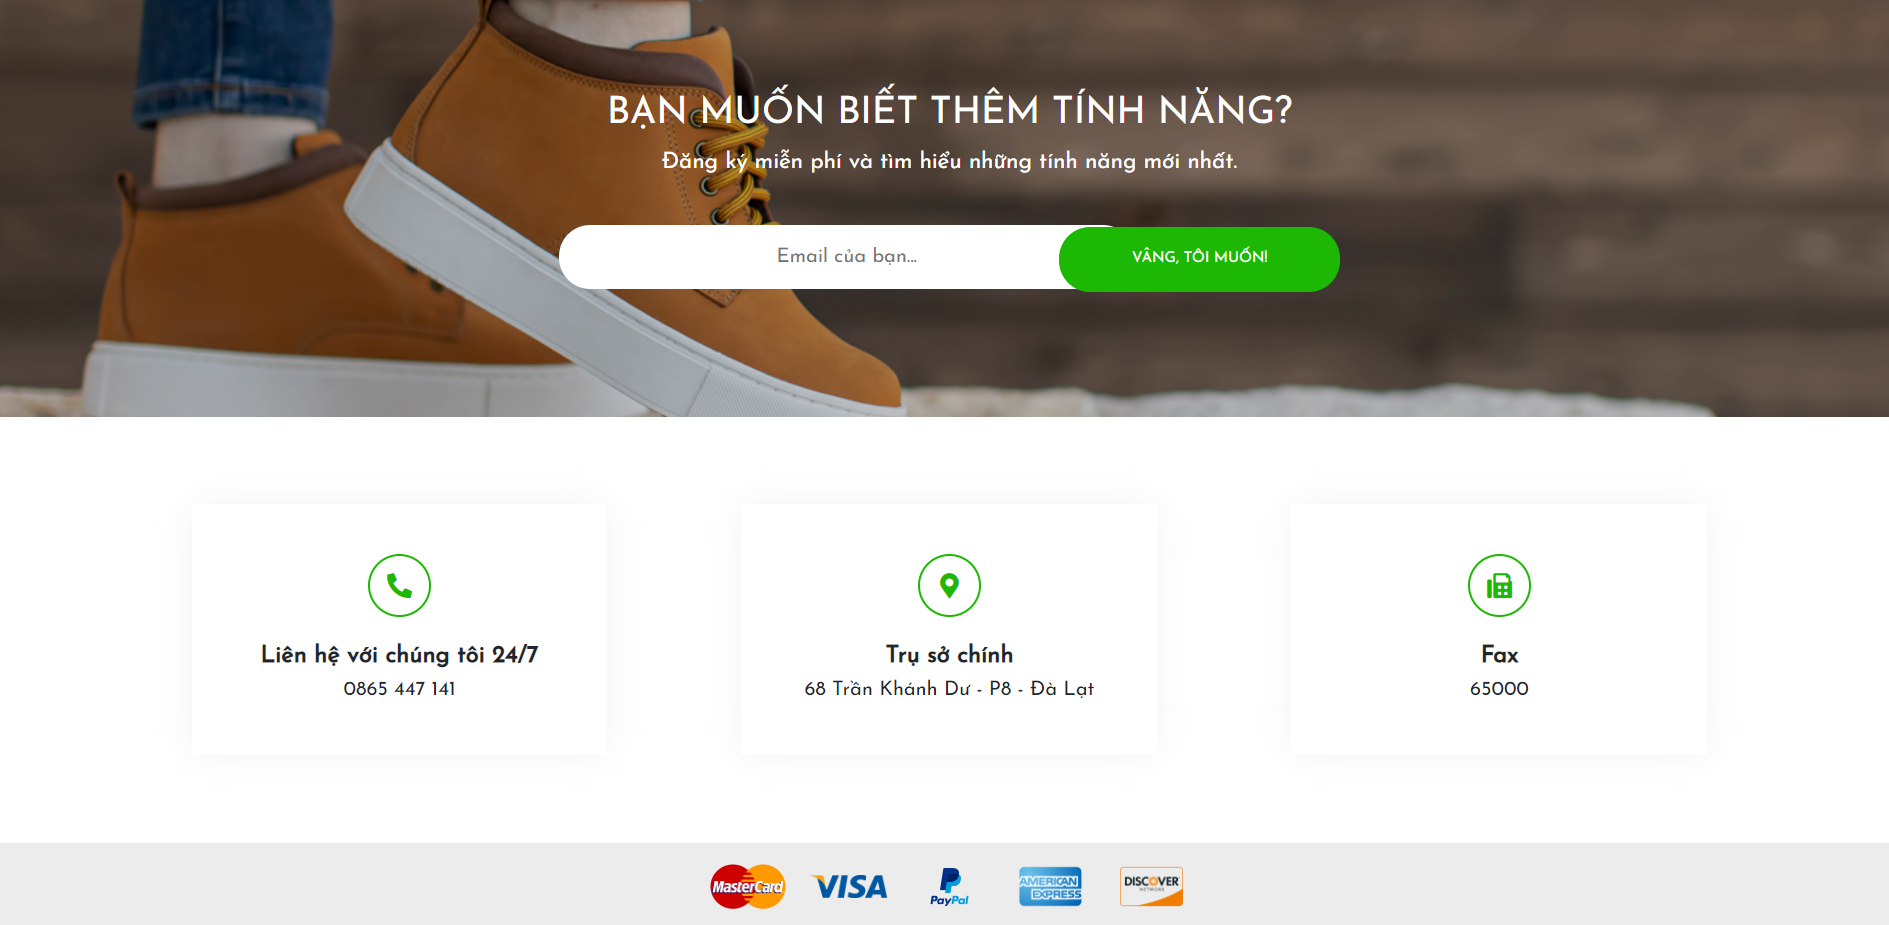 BẠN MUỐN BIẾT THÊM TÍNH NĂNG?
Đăng ký miễn phí và tìm hiểu những tính năng mới nhất.
Email của bạn...
VÂNG, TÔI MUỐN!
Liên hệ với chúng tôi 24/7
0865 447 141
Trụ sở chính
68 Trần Khánh Dư - P8 - Đà Lạt
Fax
65000
MasterCard
VISA
PayPal
AMERICAN EXPRESS
DISCOVER
NETWORK